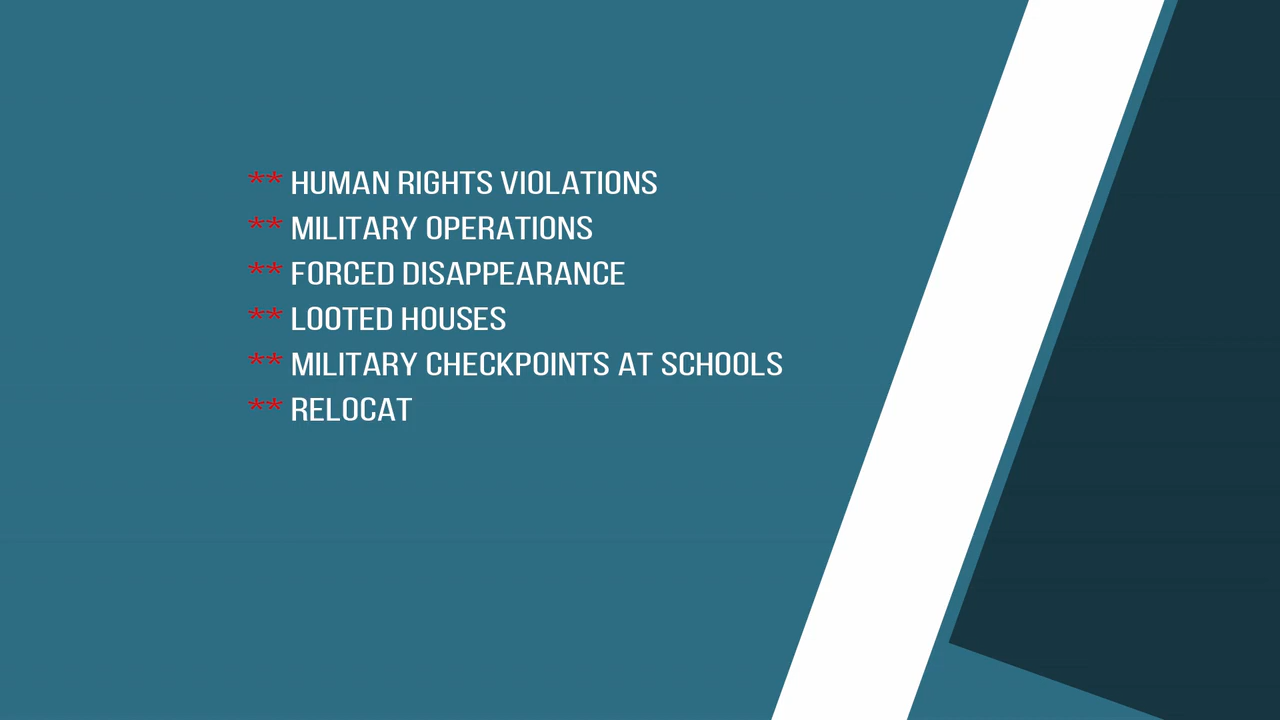 ** HUMAN RIGHTS VIOLATIONS
** MILITARY OPERATIONS
** FORCED DISAPPEARANCE
** LOOTED HOUSES
** MILITARY CHECKPOINTS AT SCHOOLS
** RELOCAT